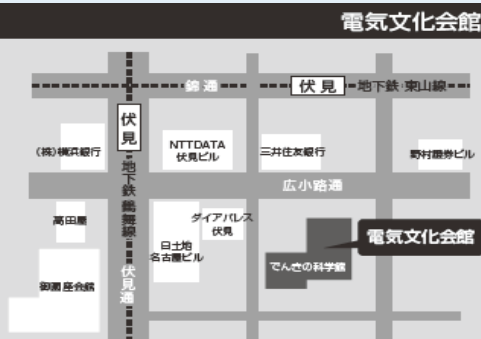 電気文化会館
錦通
伏見
地下鉄 東山線
伏見
(株)横浜銀行
NTTDATA
伏見ビル
三井住友銀行
野村證券ビル
地下鉄 鶴舞線
広小路通
高田屋
ダイアパレス
伏見
日土地
名古屋ビル
電気文化会館
でんきの科学館
伏見通
御園座会館